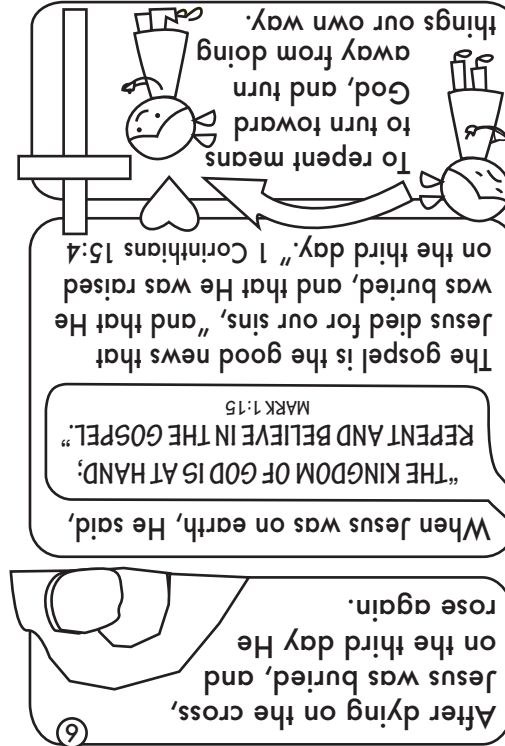 6
After dying on the cross,
Jesus was buried, and
on the third day He
rose again.
When Jesus was on earth, He said,
“THE KINGDOM OF GOD IS AT HAND;
REPENT AND BELIEVE IN THE GOSPEL.”
MARK 1:15
The gospel is the good news that
Jesus died for our sins, “and that He
was buried, and that He was raised
on the third day.” 1 Corinthians 15:4
To repent means
to turn toward
God, and turn
away from doing
things our own way.